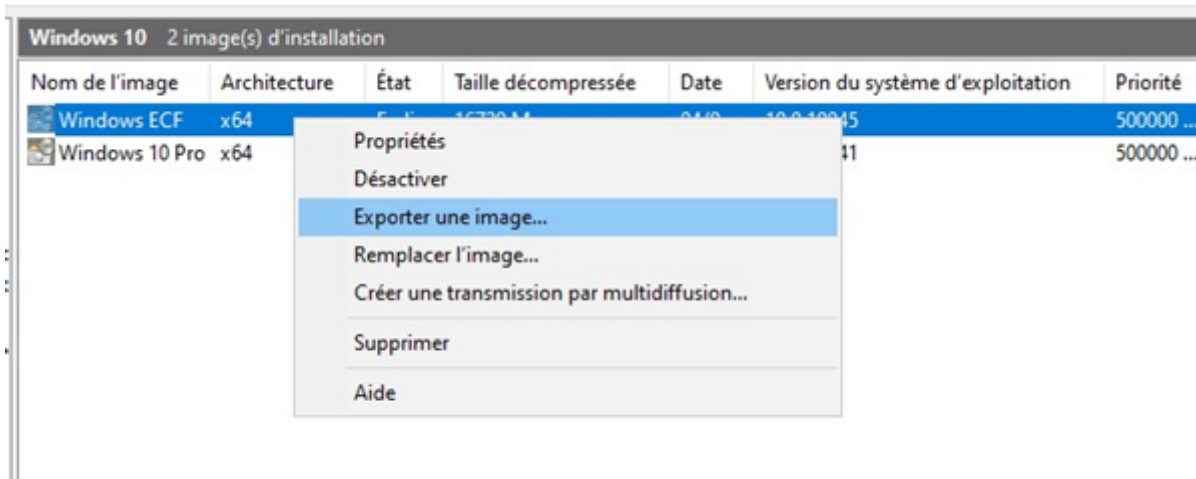 Windows 10 2 image(s) d'installation
Nom de l'image Architecture État Taille décompressée Date Version du système d'exploitation Priorité
Windows ECF x64 500000 ...
Windows 10 Pro x64 41 500000 ...
Propriétés
Désactiver
Exporter une image...
Remplacer l'image...
Créer une transmission par multidiffusion...
Supprimer
Aide